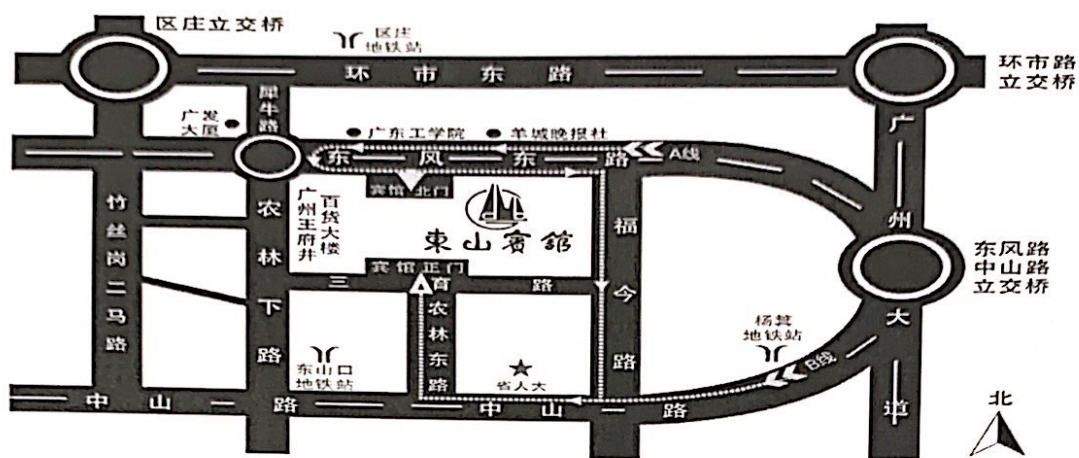 区庄立交桥
区庄
地铁站
环市东路
环市路
立交桥
犀牛路
广发
大厦
广东工学院
羊城晚报社
东风东路
A线
广州大道
宾馆北门
竹丝岗二马路
农林下路
广州王府井
百货大楼
東山賓館
福今路
东风路
中山路
立交桥
宾馆正门
三育路
农林东路
杨箕
地铁站
东山口
地铁站
省人大
B线
中山一路
中山一路
北